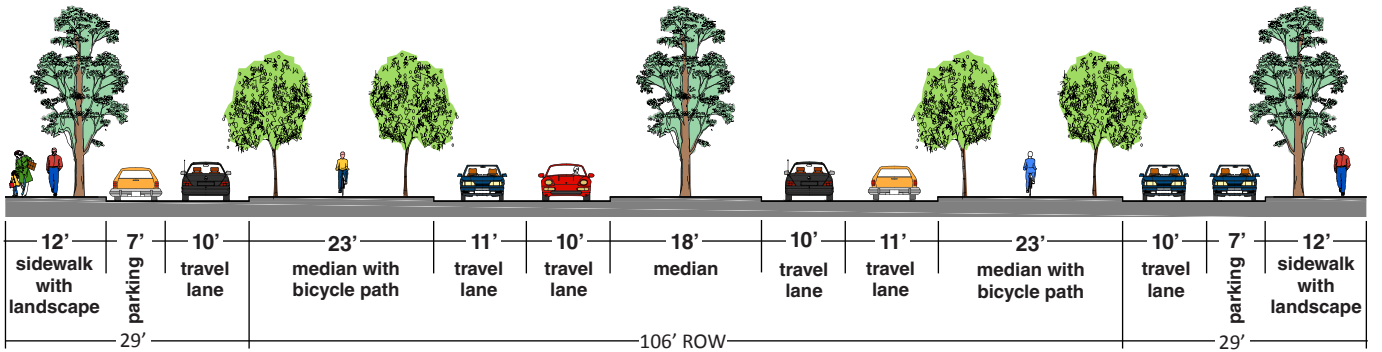 12’ 7’ 10’ 23’ 11’ 10’ 18’ 10’ 11’ 23’ 10’ 7’ 12’
sidewalk
with
landscape
parking
travel
lane
median with
bicycle path
travel
lane
travel
lane
median
travel
lane
travel
lane
median with
bicycle path
travel
lane
parking
sidewalk
with
landscape
29’ 106’ ROW 29’